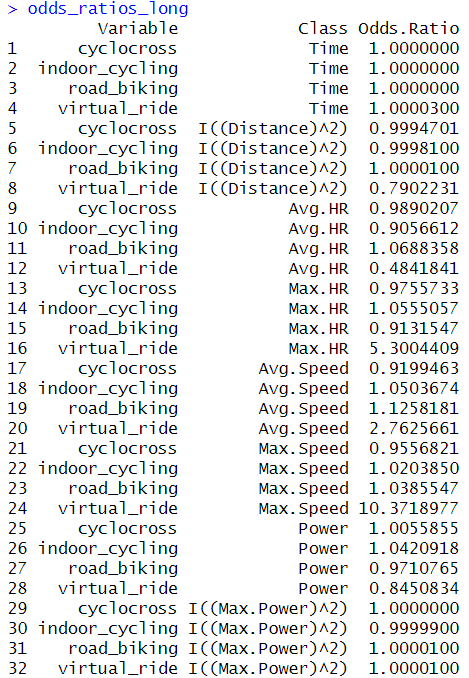 > odds_ratios_long
Variable Class Odds.Ratio
1 cyclocross Time 1.0000000
2 indoor_cycling Time 1.0000000
3 road_biking Time 1.0000000
4 virtual_ride Time 1.0000300
5 cyclocross I((Distance)^2) 0.9994701
6 indoor_cycling I((Distance)^2) 0.9998100
7 road_biking I((Distance)^2) 1.0000100
8 virtual_ride I((Distance)^2) 0.7902231
9 cyclocross Avg.HR 0.9890207
10 indoor_cycling Avg.HR 0.9056612
11 road_biking Avg.HR 1.0688358
12 virtual_ride Avg.HR 0.4841841
13 cyclocross Max.HR 0.9755733
14 indoor_cycling Max.HR 1.0555057
15 road_biking Max.HR 0.9131547
16 virtual_ride Max.HR 5.3004409
17 cyclocross Avg.Speed 0.9199463
18 indoor_cycling Avg.Speed 1.0503674
19 road_biking Avg.Speed 1.1258181
20 virtual_ride Avg.Speed 2.7625661
21 cyclocross Max.Speed 0.9556821
22 indoor_cycling Max.Speed 1.0203850
23 road_biking Max.Speed 1.0385547
24 virtual_ride Max.Speed 10.3718977
25 cyclocross Power 1.0055855
26 indoor_cycling Power 1.0420918
27 road_biking Power 0.9710765
28 virtual_ride Power 0.8450834
29 cyclocross I((Max.Power)^2) 1.0000000
30 indoor_cycling I((Max.Power)^2) 0.9999900
31 road_biking I((Max.Power)^2) 1.0000100
32 virtual_ride I((Max.Power)^2) 1.0000100